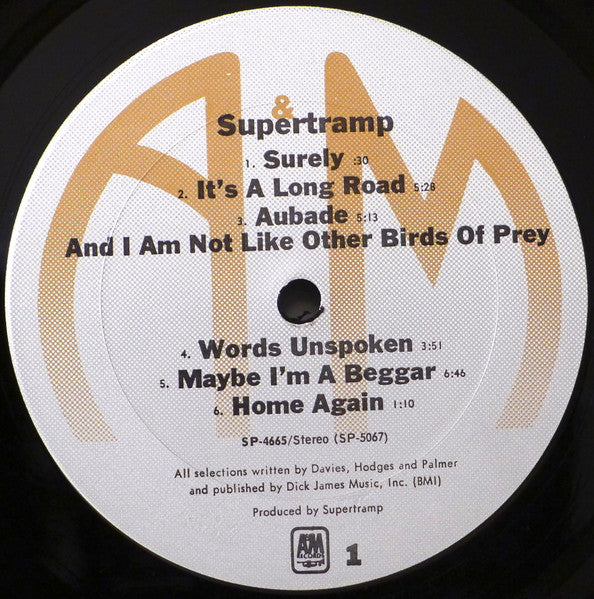 A&M
Supertramp
1. Surely :30
2. It's A Long Road 5:28
3. Aubade 5:13
And I Am Not Like Other Birds Of Prey
4. Words Unspoken 3:51
5. Maybe I'm A Beggar 6:46
6. Home Again 1:10
SP-4665/Stereo (SP-5067)
All selections written by Davies, Hodges and Palmer
and published by Dick James Music, Inc. (BMI)
Produced by Supertramp
A&M
RECORDS
1